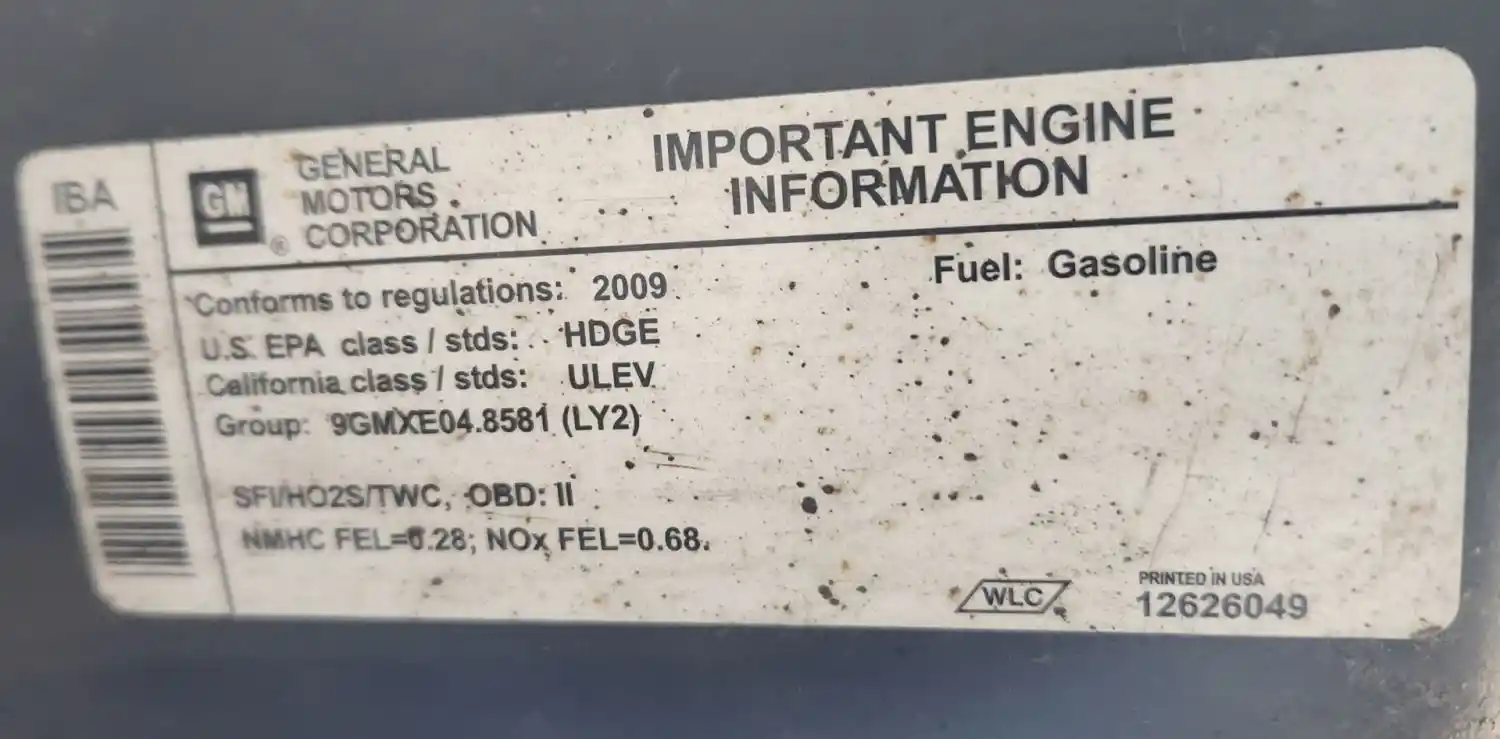 IBA
GM
GENERAL
MOTORS
CORPORATION
®
IMPORTANT ENGINE
INFORMATION
Conforms to regulations: 2009
Fuel: Gasoline
U.S. EPA class / stds: HDGE
California class / stds: ULEV
Group: 9GMXE04.8581 (LY2)
SFI/HO2S/TWC, OBD: II
NMHC FEL=0.28; NOx FEL=0.68.
WLC
PRINTED IN USA
12626049